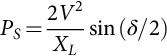 P_S = \frac{2V^2}{X_L} \sin(\delta/2)